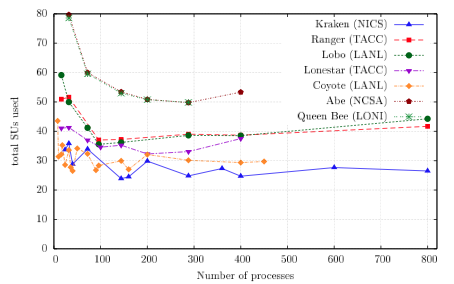 80
70
60
50
40
30
20
10
0
total SUs used
Kraken (NICS)
Ranger (TACC)
Lobo (LANL)
Lonestar (TACC)
Coyote (LANL)
Abe (NCSA)
Queen Bee (LONI)
0 100 200 300 400 500 600 700 800
Number of processes